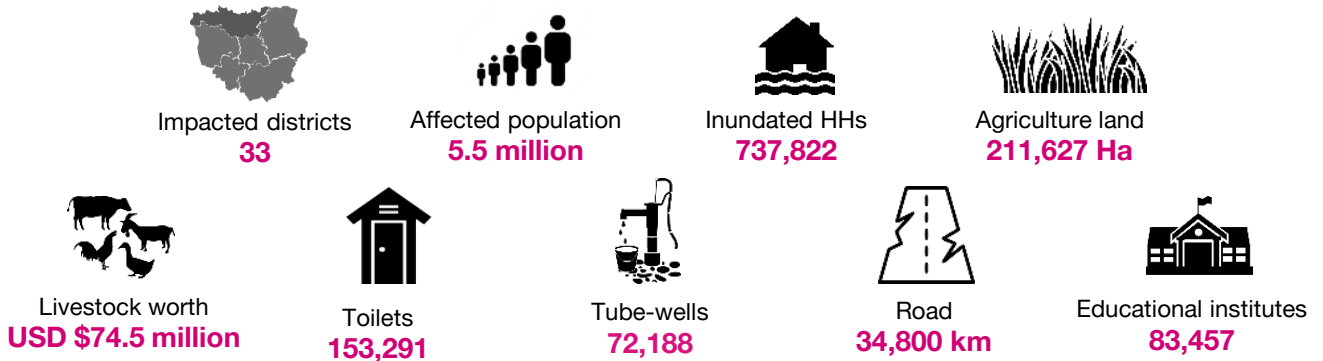 Impacted districts
33
Affected population
5.5 million
Inundated HHs
737,822
Agriculture land
211,627 Ha
Livestock worth
USD $74.5 million
Toilets
153,291
Tube-wells
72,188
Road
34,800 km
Educational institutes
83,457